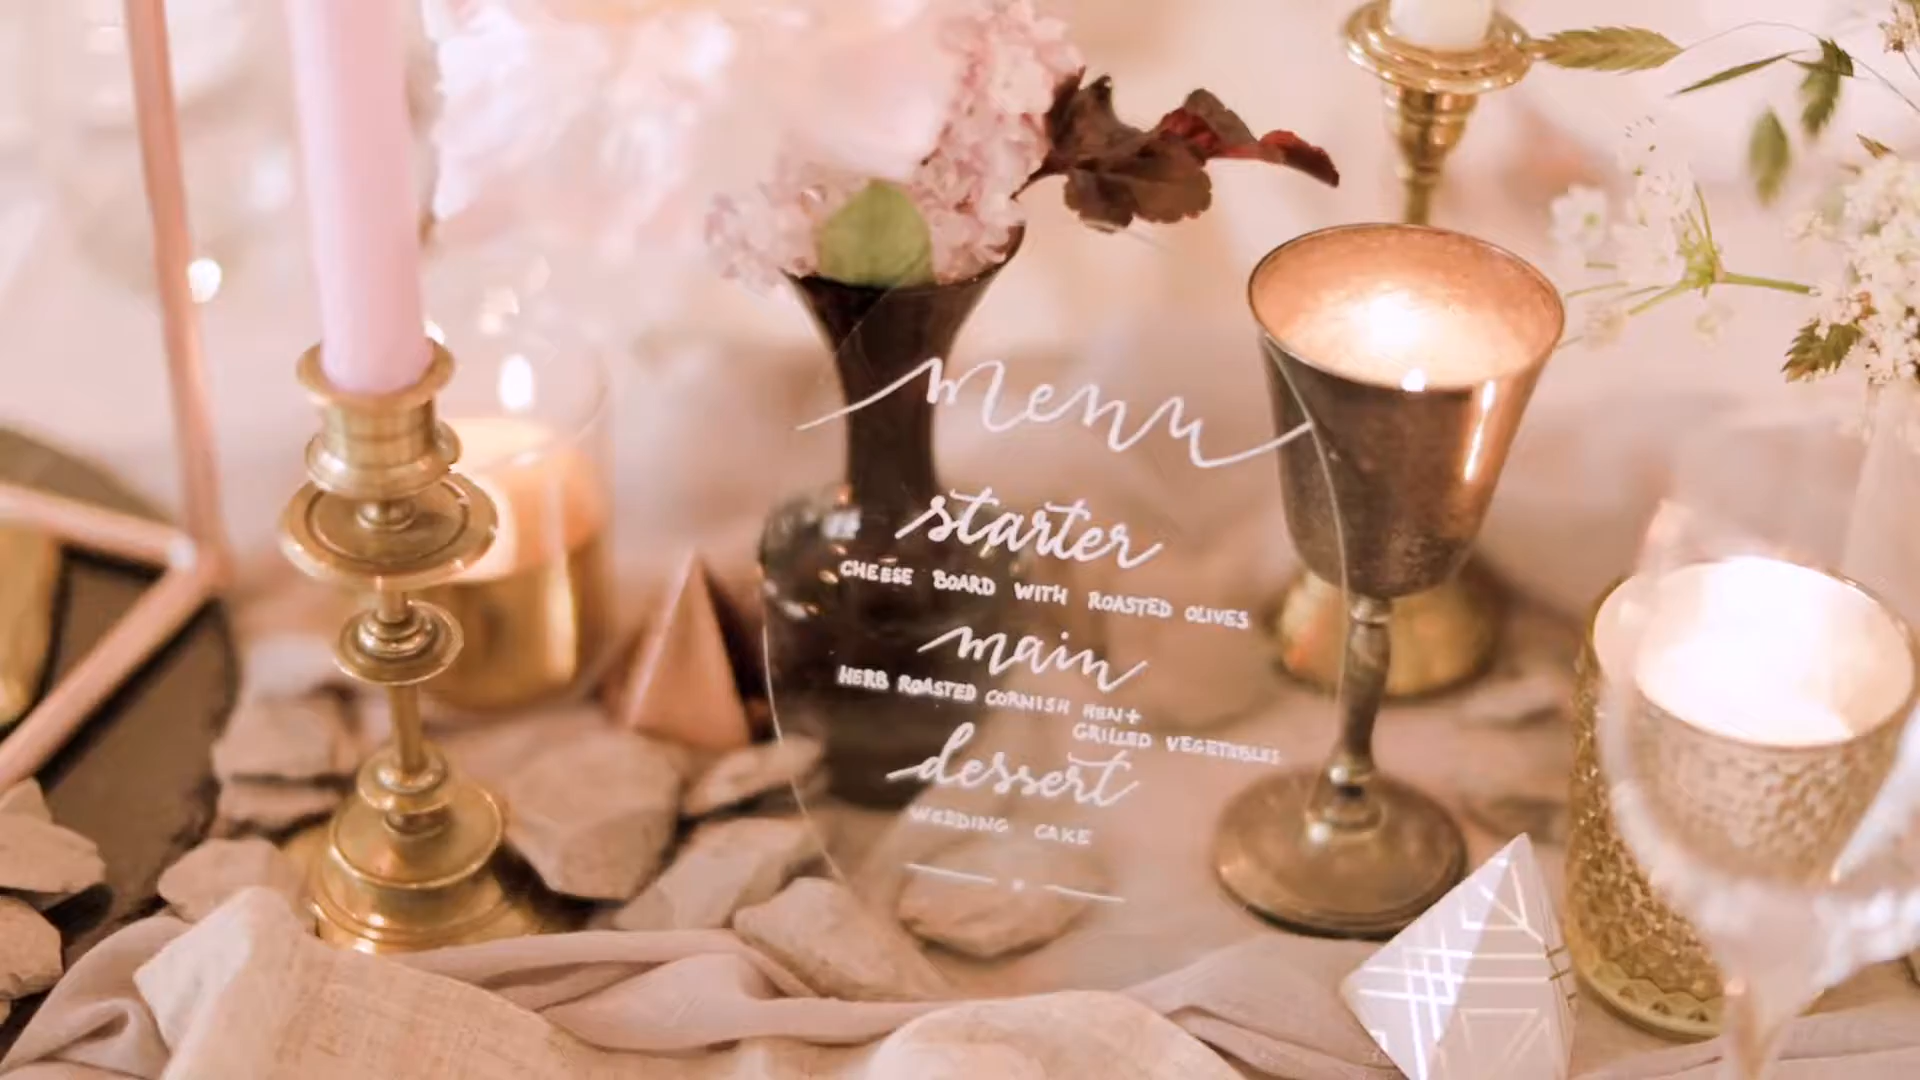 menu
starter
CHEESE BOARD WITH ROASTED OLIVES
main
HERB ROASTED CORNISH HEN+
GRILLED VEGETABLES
dessert
WEDDING CAKE